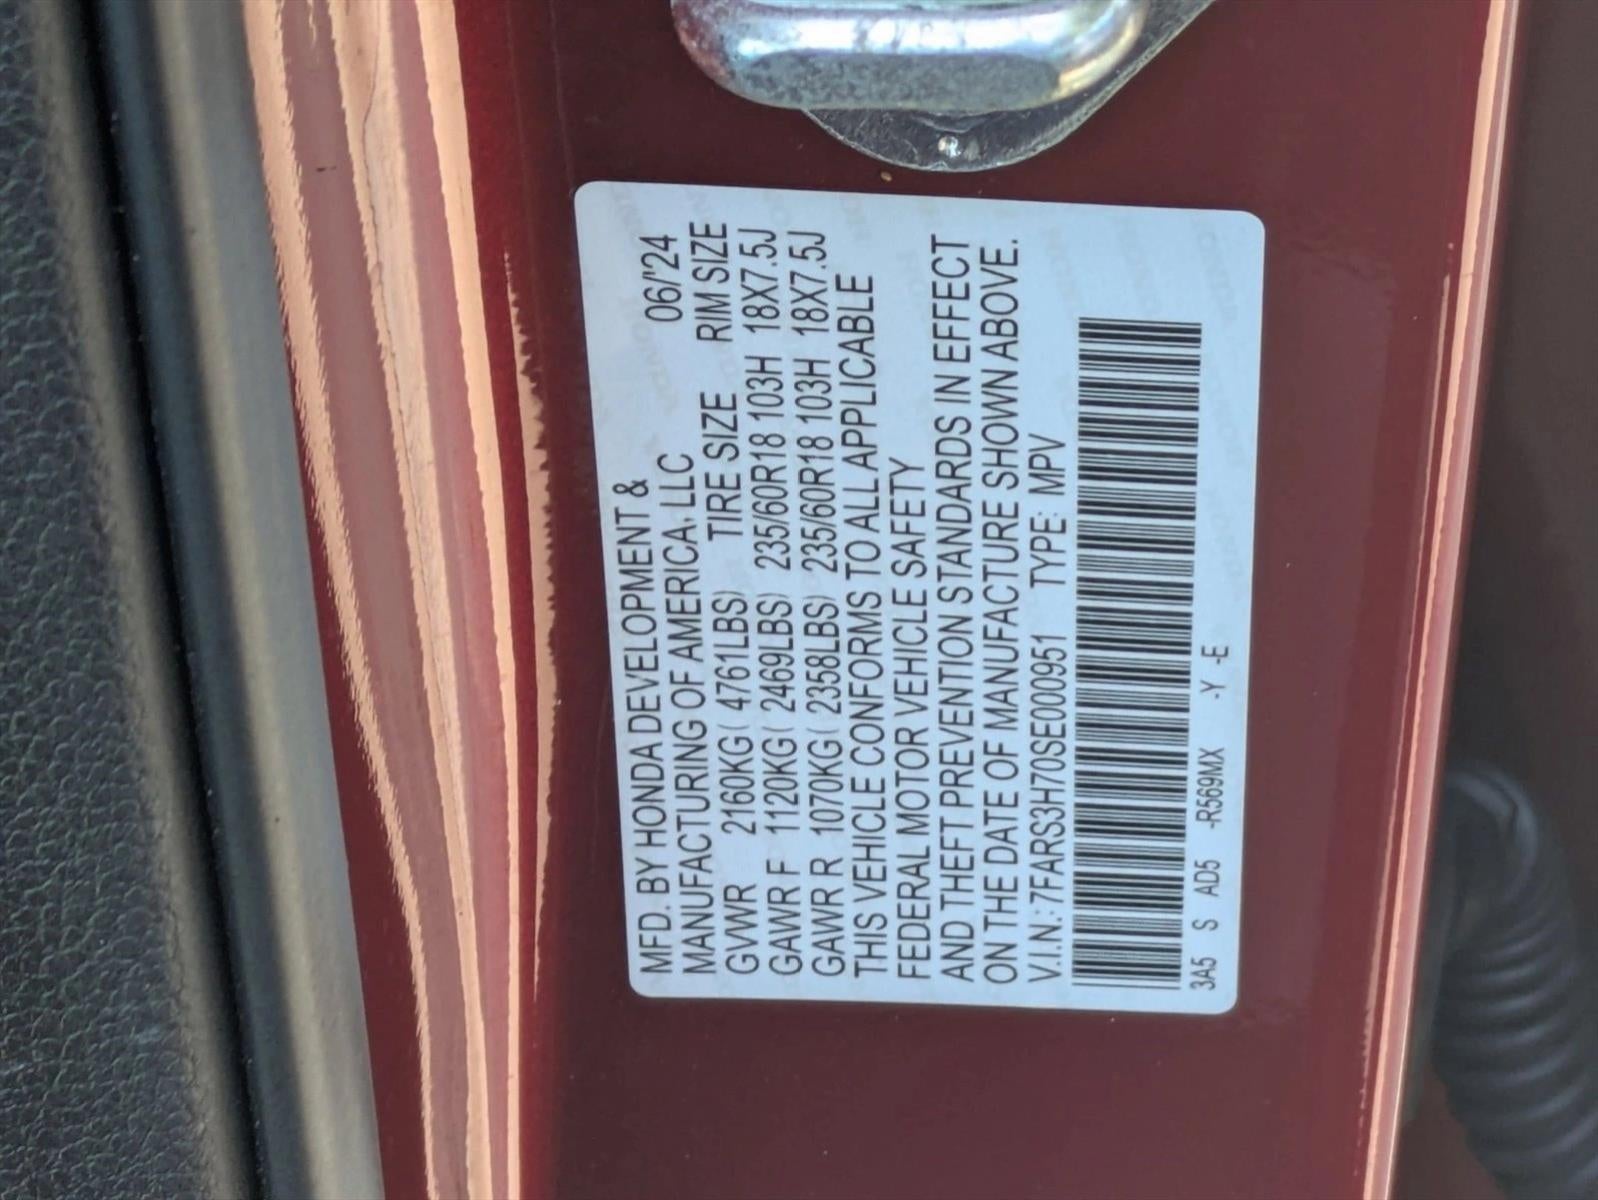 MFD. BY HONDA DEVELOPMENT & 06/'24
MANUFACTURING OF AMERICA, LLC
TIRE SIZE RIM SIZE
GVWR 2160KG ( 4761LBS)
GAWR F 1120KG ( 2469LBS) 235/60R18 103H 18X7.5J
GAWR R 1070KG ( 2358LBS) 235/60R18 103H 18X7.5J
THIS VEHICLE CONFORMS TO ALL APPLICABLE
FEDERAL MOTOR VEHICLE SAFETY
AND THEFT PREVENTION STANDARDS IN EFFECT
ON THE DATE OF MANUFACTURE SHOWN ABOVE.
V.I.N.: 7FARS3H70SE000951 TYPE: MPV
3A5 S AD5 -R569MX -Y -E